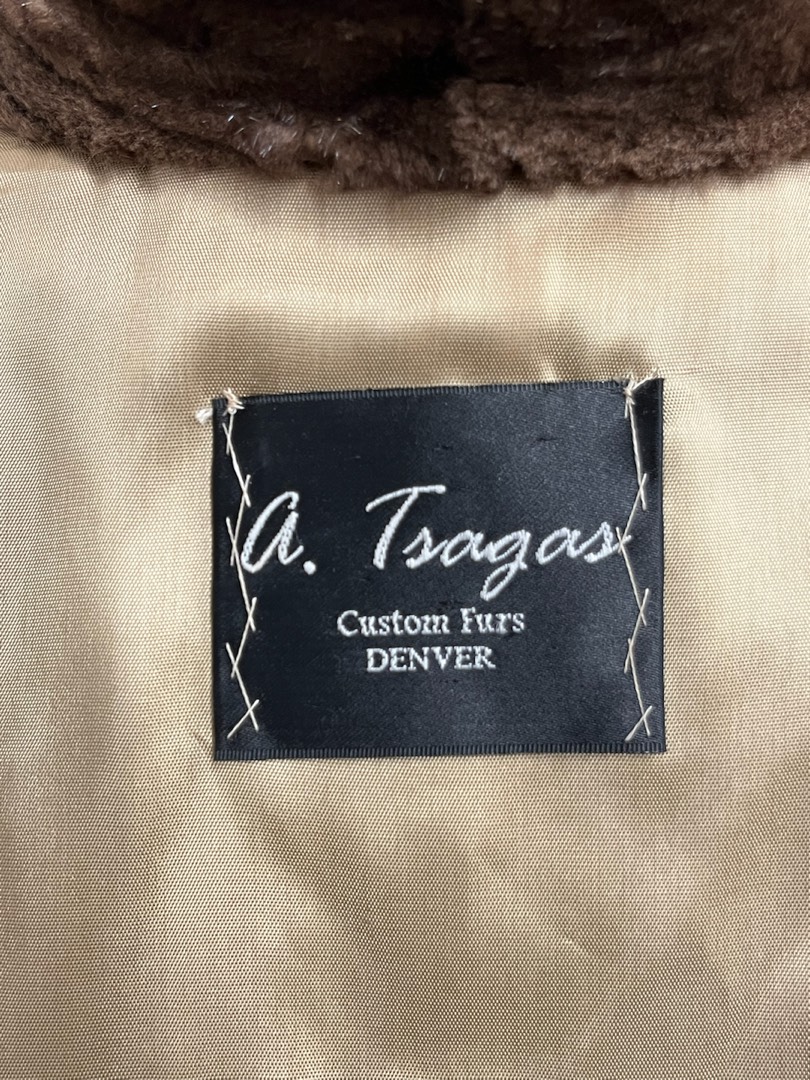 A. Tsagas
Custom Furs
DENVER